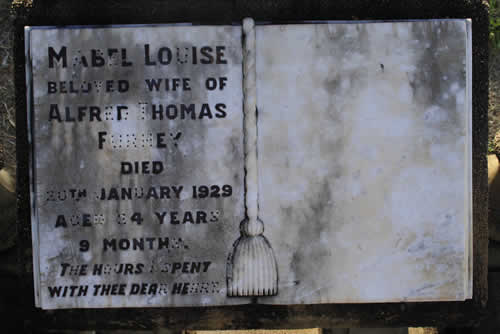 MABEL LOUISE
BELOVED WIFE OF
ALFRED THOMAS
DIED
JANUARY 1929
AGED YEARS
9 MONTHS.
THE HOURS I SPENT
WITH THEE DEAR HEART.